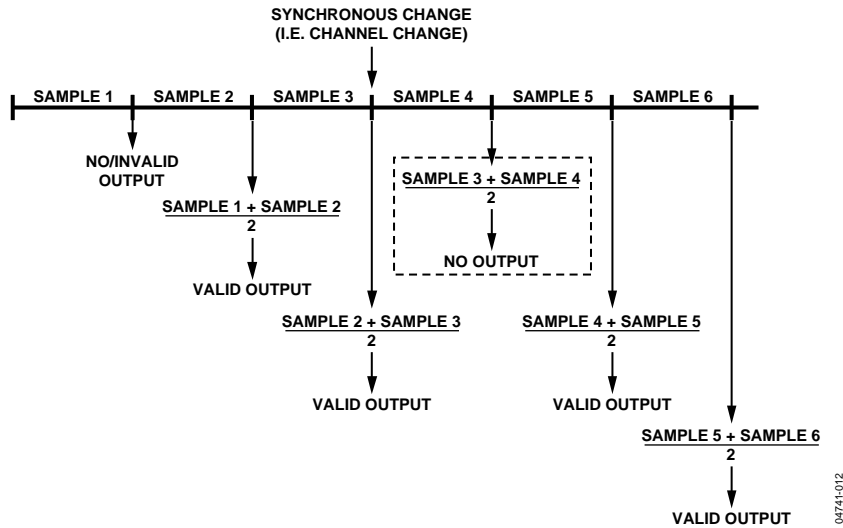 SYNCHRONOUS CHANGE
(I.E. CHANNEL CHANGE)
SAMPLE 1
SAMPLE 2
SAMPLE 3
SAMPLE 4
SAMPLE 5
SAMPLE 6
NO/INVALID
OUTPUT
SAMPLE 1 + SAMPLE 2
2
VALID OUTPUT
SAMPLE 3 + SAMPLE 4
2
NO OUTPUT
SAMPLE 2 + SAMPLE 3
2
VALID OUTPUT
SAMPLE 4 + SAMPLE 5
2
VALID OUTPUT
SAMPLE 5 + SAMPLE 6
2
VALID OUTPUT
04741-012